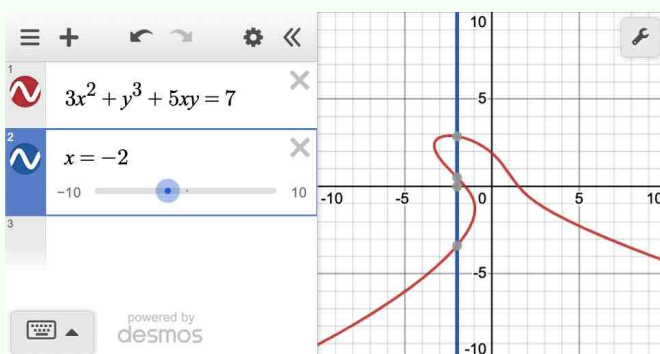 1
3x² + y³ + 5xy = 7
2
x = −2
−10 10
3
powered by
desmos
10
5
-10 -5 0 5 10
-5
-10